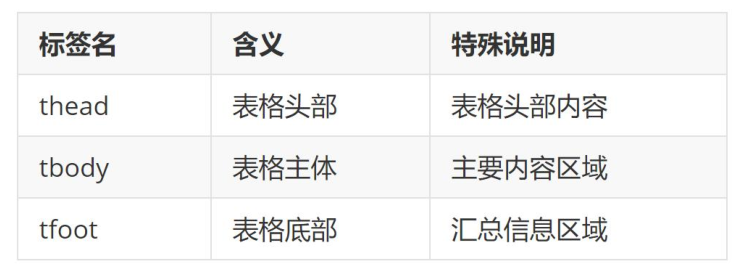 标签名 含义 特殊说明
thead 表格头部 表格头部内容
tbody 表格主体 主要内容区域
tfoot 表格底部 汇总信息区域